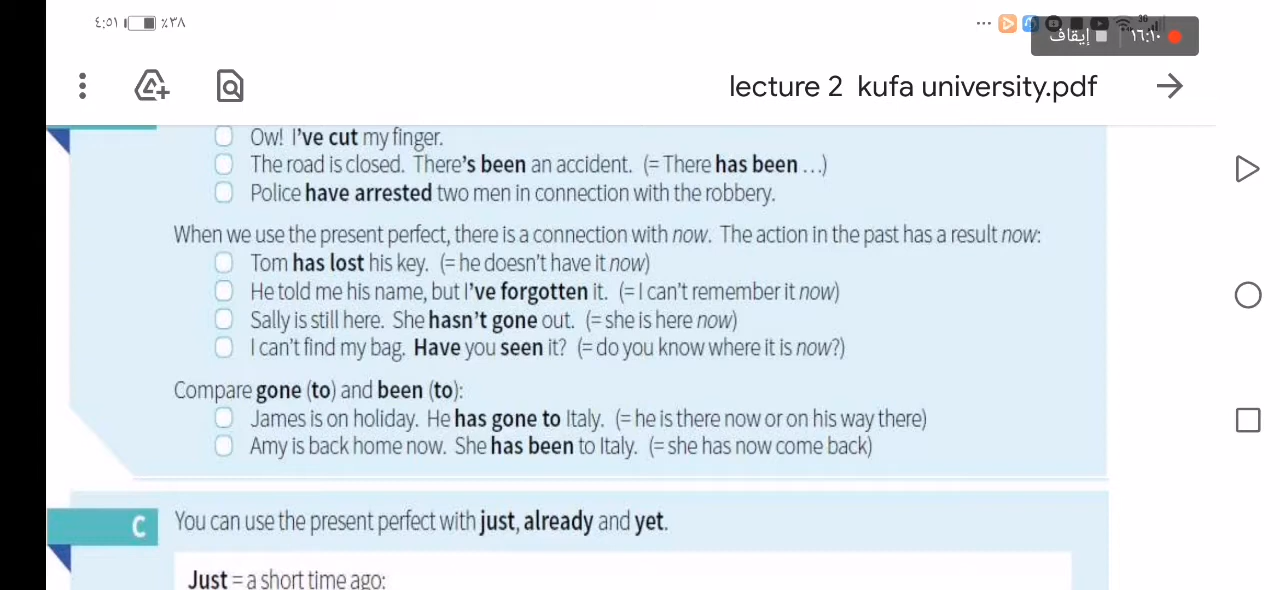 ٤:٥١ ٪٣٨ ... 3G
إيقاف ١٦:١٠
lecture 2 kufa university.pdf
Ow! I've cut my finger.
The road is closed. There's been an accident. (= There has been …)
Police have arrested two men in connection with the robbery.
When we use the present perfect, there is a connection with now. The action in the past has a result now:
Tom has lost his key. (= he doesn't have it now)
He told me his name, but I've forgotten it. (= I can't remember it now)
Sally is still here. She hasn't gone out. (= she is here now)
I can't find my bag. Have you seen it? (= do you know where it is now?)
Compare gone (to) and been (to):
James is on holiday. He has gone to Italy. (= he is there now or on his way there)
Amy is back home now. She has been to Italy. (= she has now come back)
C You can use the present perfect with just, already and yet.
Just = a short time ago: